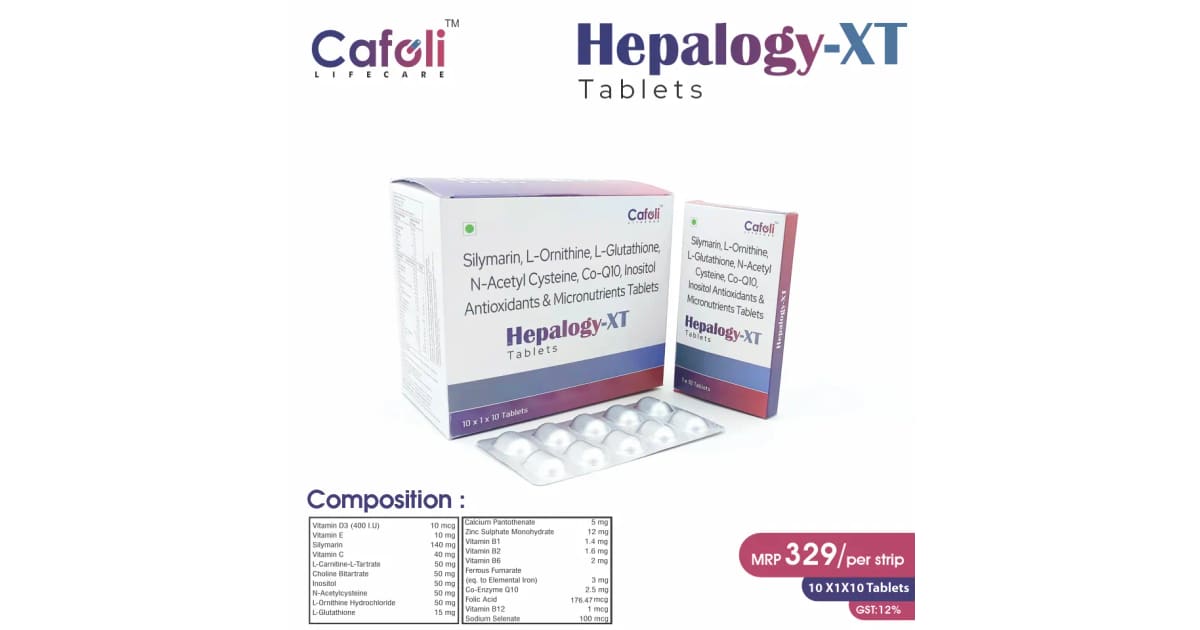 Cafoli™
LIFECARE
Hepalogy-XT
Tablets
Cafoli
LIFECARE
Silymarin, L-Ornithine, L-Glutathione,
N-Acetyl Cysteine, Co-Q10, Inositol
Antioxidants & Micronutrients Tablets
Hepalogy-XT
Tablets
10 x 1 x 10 Tablets
Cafoli
LIFECARE
Silymarin, L-Ornithine,
L-Glutathione, N-Acetyl
Cysteine, Co-Q10,
Inositol Antioxidants &
Micronutrients Tablets
Hepalogy-XT
Tablets
1 x 10 Tablets
Hepalogy-XT
Composition :
Vitamin D3 (400 I.U) 10 mcg
Vitamin E 10 mg
Silymarin 140 mg
Vitamin C 40 mg
L-Carnitine-L-Tartrate 50 mg
Choline Bitartrate 50 mg
Inositol 50 mg
N-Acetylcysteine 50 mg
L-Ornithine Hydrochloride 50 mg
L-Glutathione 15 mg
Calcium Pantothenate 5 mg
Zinc Sulphate Monohydrate 12 mg
Vitamin B1 1.4 mg
Vitamin B2 1.6 mg
Vitamin B6 2 mg
Ferrous Fumarate
(eq. to Elemental Iron) 3 mg
Co-Enzyme Q10 2.5 mg
Folic Acid 176.47 mcg
Vitamin B12 1 mcg
Sodium Selenate 100 mcg
MRP 329/per strip
10 X1X10 Tablets
GST:12%